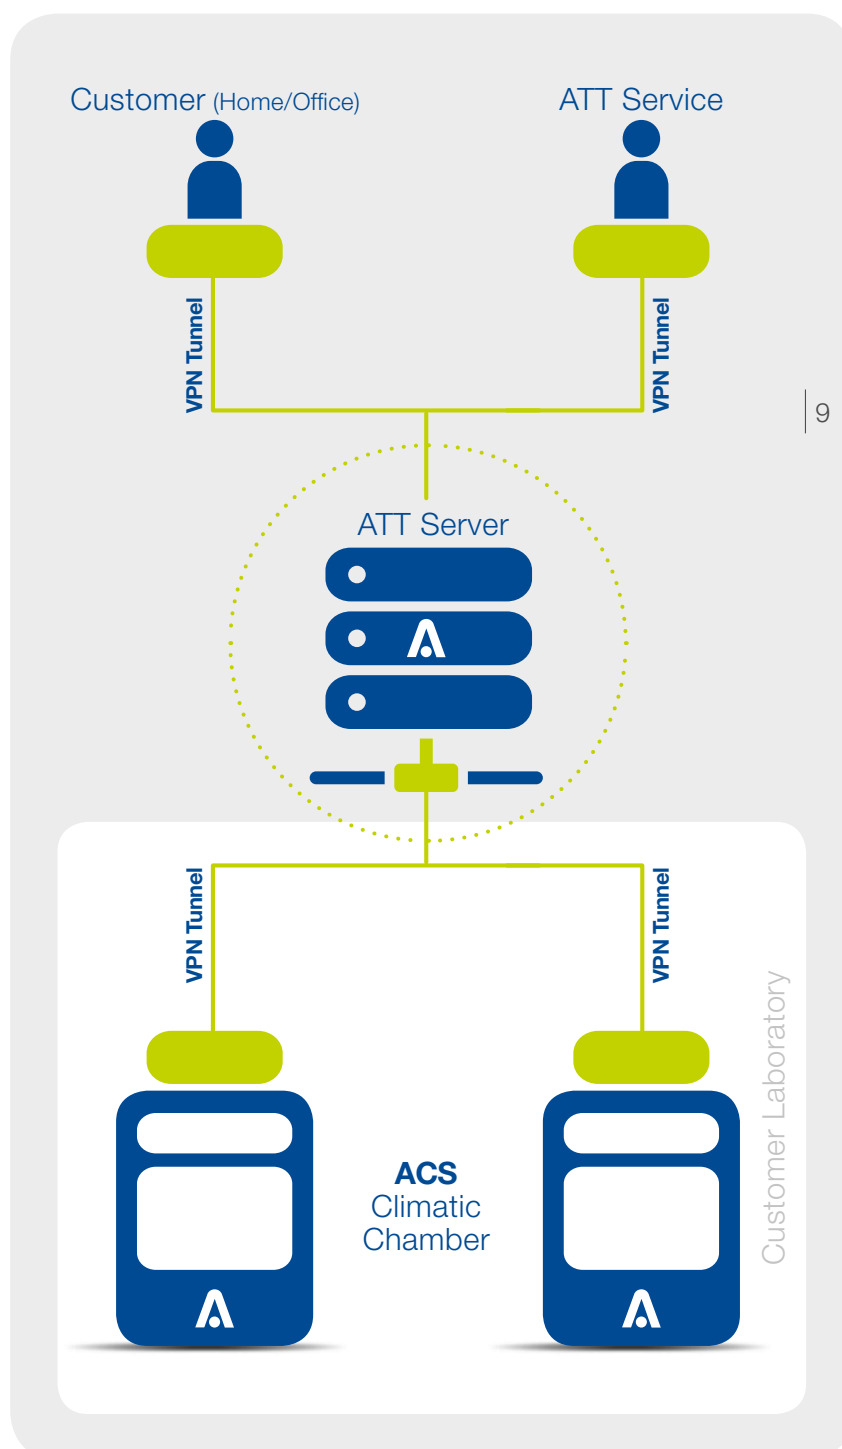 Customer (Home/Office)
ATT Service
VPN Tunnel
VPN Tunnel
9
ATT Server
VPN Tunnel
VPN Tunnel
Customer Laboratory
ACS
Climatic
Chamber